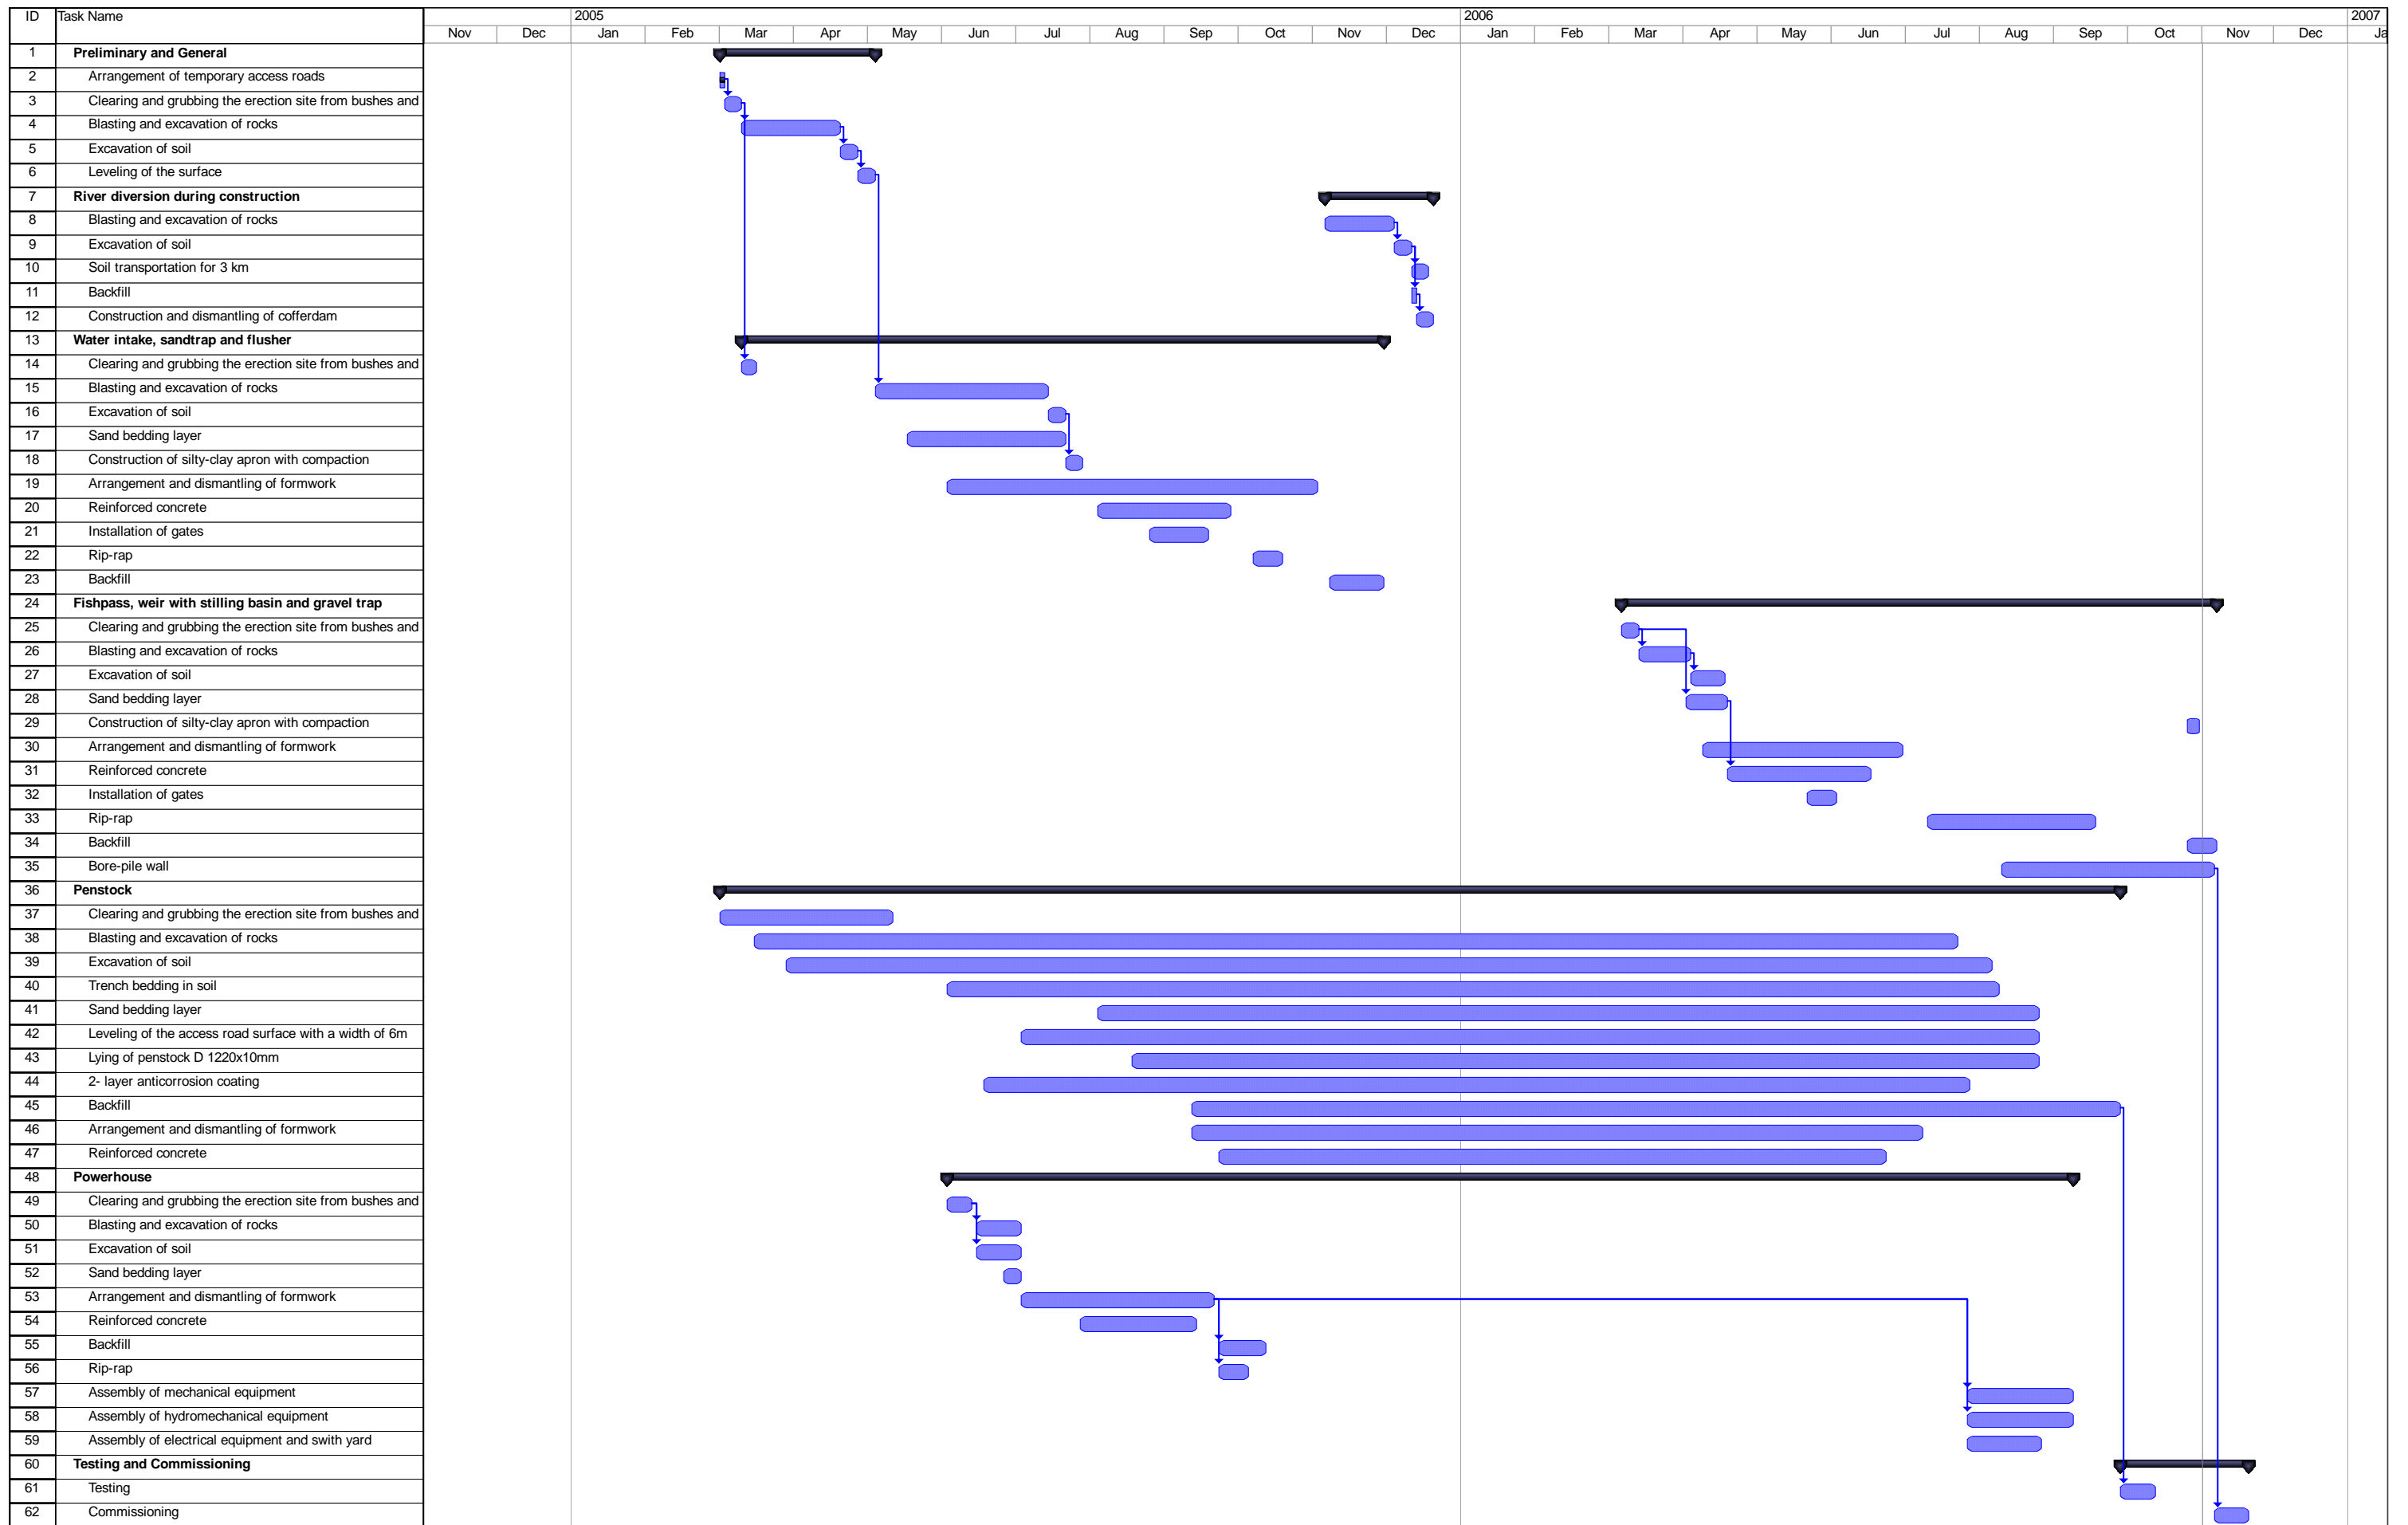 ID Task Name 2005 2006 2007
Nov Dec Jan Feb Mar Apr May Jun Jul Aug Sep Oct Nov Dec Jan Feb Mar Apr May Jun Jul Aug Sep Oct Nov Dec Ja
1 Preliminary and General
2 Arrangement of temporary access roads
3 Clearing and grubbing the erection site from bushes and
4 Blasting and excavation of rocks
5 Excavation of soil
6 Leveling of the surface
7 River diversion during construction
8 Blasting and excavation of rocks
9 Excavation of soil
10 Soil transportation for 3 km
11 Backfill
12 Construction and dismantling of cofferdam
13 Water intake, sandtrap and flusher
14 Clearing and grubbing the erection site from bushes and
15 Blasting and excavation of rocks
16 Excavation of soil
17 Sand bedding layer
18 Construction of silty-clay apron with compaction
19 Arrangement and dismantling of formwork
20 Reinforced concrete
21 Installation of gates
22 Rip-rap
23 Backfill
24 Fishpass, weir with stilling basin and gravel trap
25 Clearing and grubbing the erection site from bushes and
26 Blasting and excavation of rocks
27 Excavation of soil
28 Sand bedding layer
29 Construction of silty-clay apron with compaction
30 Arrangement and dismantling of formwork
31 Reinforced concrete
32 Installation of gates
33 Rip-rap
34 Backfill
35 Bore-pile wall
36 Penstock
37 Clearing and grubbing the erection site from bushes and
38 Blasting and excavation of rocks
39 Excavation of soil
40 Trench bedding in soil
41 Sand bedding layer
42 Leveling of the access road surface with a width of 6m
43 Lying of penstock D 1220x10mm
44 2- layer anticorrosion coating
45 Backfill
46 Arrangement and dismantling of formwork
47 Reinforced concrete
48 Powerhouse
49 Clearing and grubbing the erection site from bushes and
50 Blasting and excavation of rocks
51 Excavation of soil
52 Sand bedding layer
53 Arrangement and dismantling of formwork
54 Reinforced concrete
55 Backfill
56 Rip-rap
57 Assembly of mechanical equipment
58 Assembly of hydromechanical equipment
59 Assembly of electrical equipment and swith yard
60 Testing and Commissioning
61 Testing
62 Commissioning